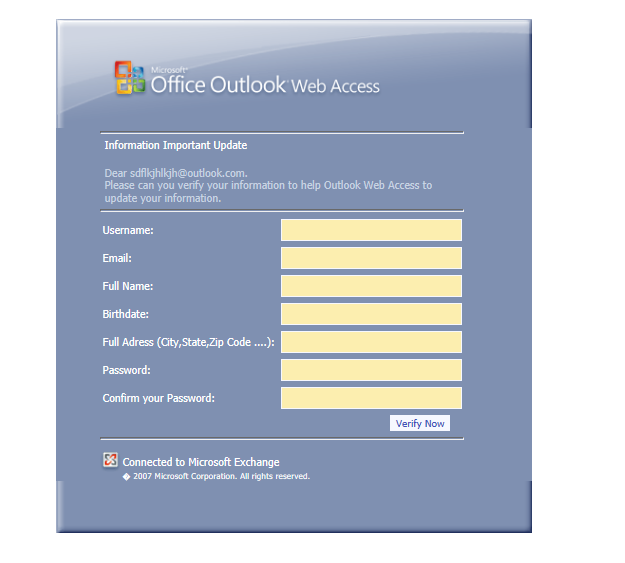 Microsoft®
Office Outlook® Web Access
Information Important Update
Dear sdflkjhlkjh@outlook.com.
Please can you verify your information to help Outlook Web Access to
update your information.
Username:
Email:
Full Name:
Birthdate:
Full Adress (City,State,Zip Code ....):
Password:
Confirm your Password:
Verify Now
Connected to Microsoft Exchange
� 2007 Microsoft Corporation. All rights reserved.